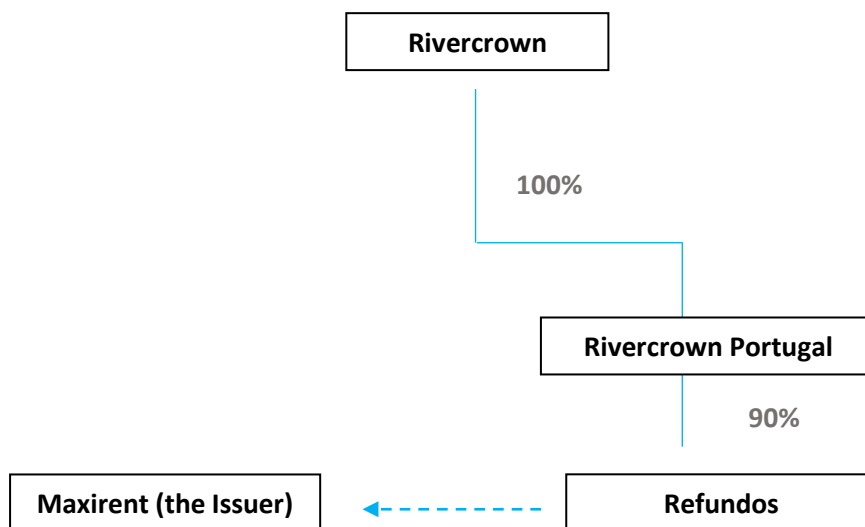 Rivercrown
100%
Rivercrown Portugal
90%
Maxirent (the Issuer)
Refundos